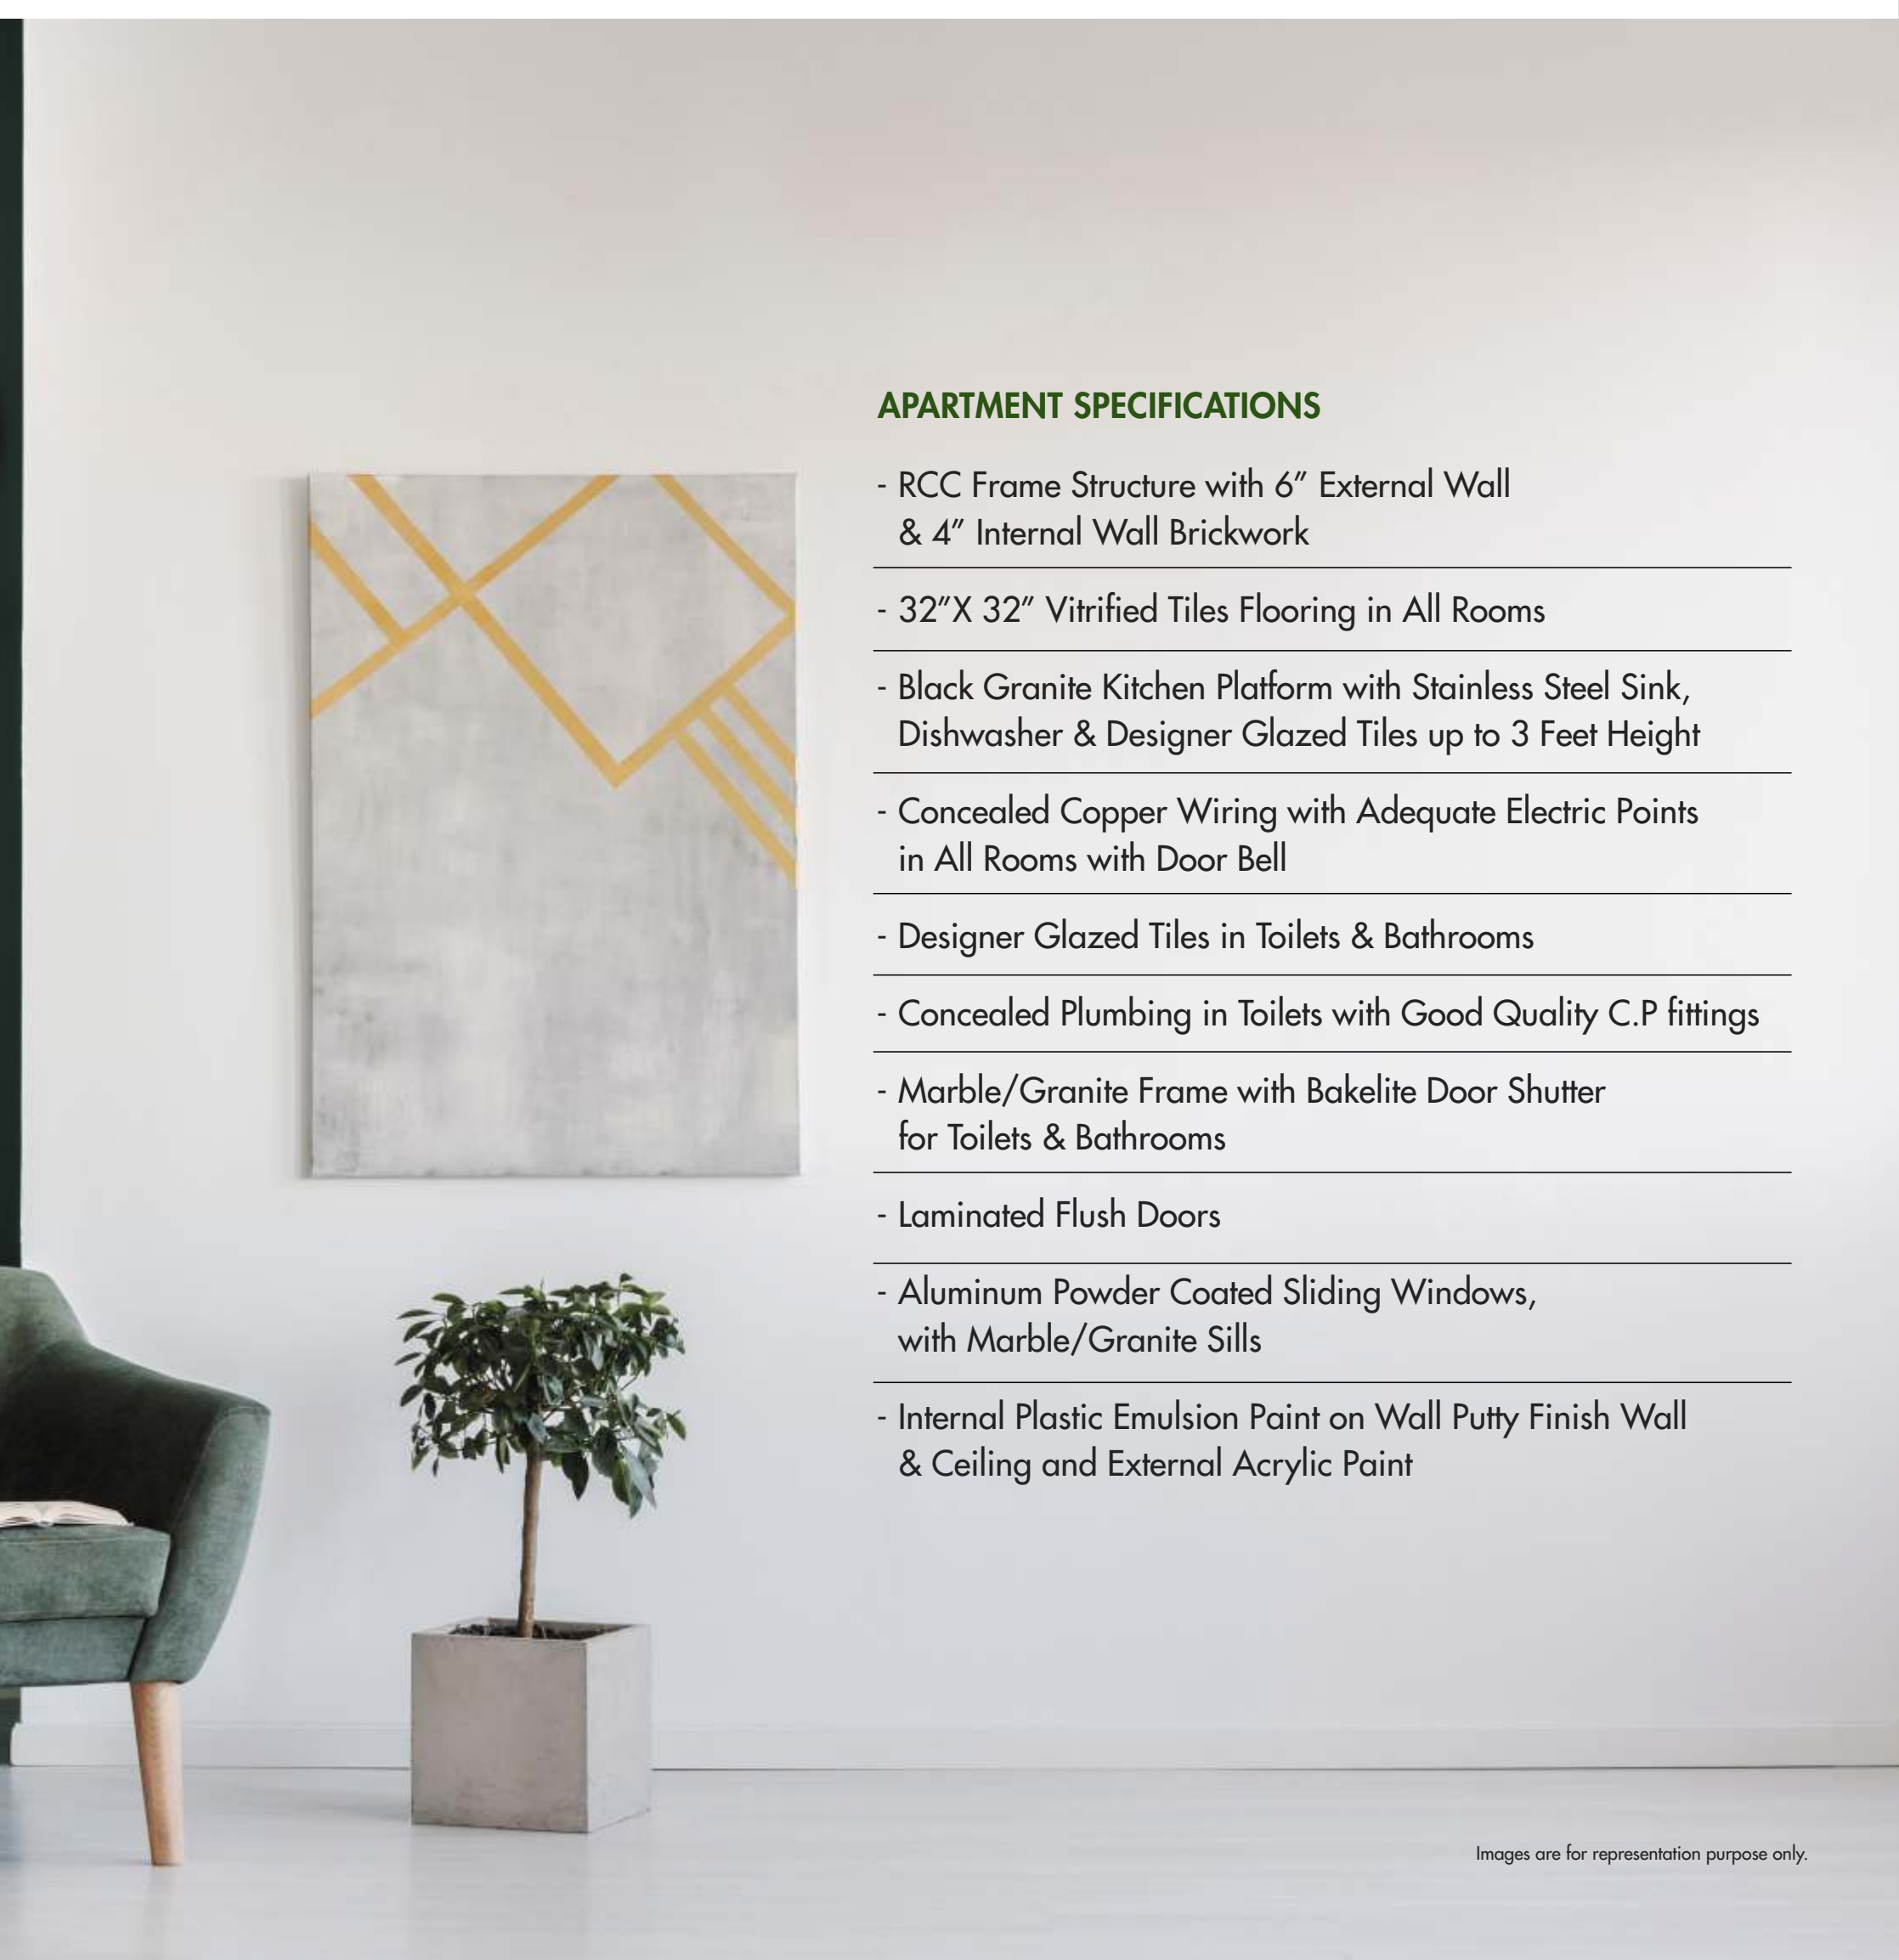 APARTMENT SPECIFICATIONS
- RCC Frame Structure with 6” External Wall
& 4” Internal Wall Brickwork
- 32”X 32” Vitrified Tiles Flooring in All Rooms
- Black Granite Kitchen Platform with Stainless Steel Sink,
Dishwasher & Designer Glazed Tiles up to 3 Feet Height
- Concealed Copper Wiring with Adequate Electric Points
in All Rooms with Door Bell
- Designer Glazed Tiles in Toilets & Bathrooms
- Concealed Plumbing in Toilets with Good Quality C.P fittings
- Marble/Granite Frame with Bakelite Door Shutter
for Toilets & Bathrooms
- Laminated Flush Doors
- Aluminum Powder Coated Sliding Windows,
with Marble/Granite Sills
- Internal Plastic Emulsion Paint on Wall Putty Finish Wall
& Ceiling and External Acrylic Paint
Images are for representation purpose only.